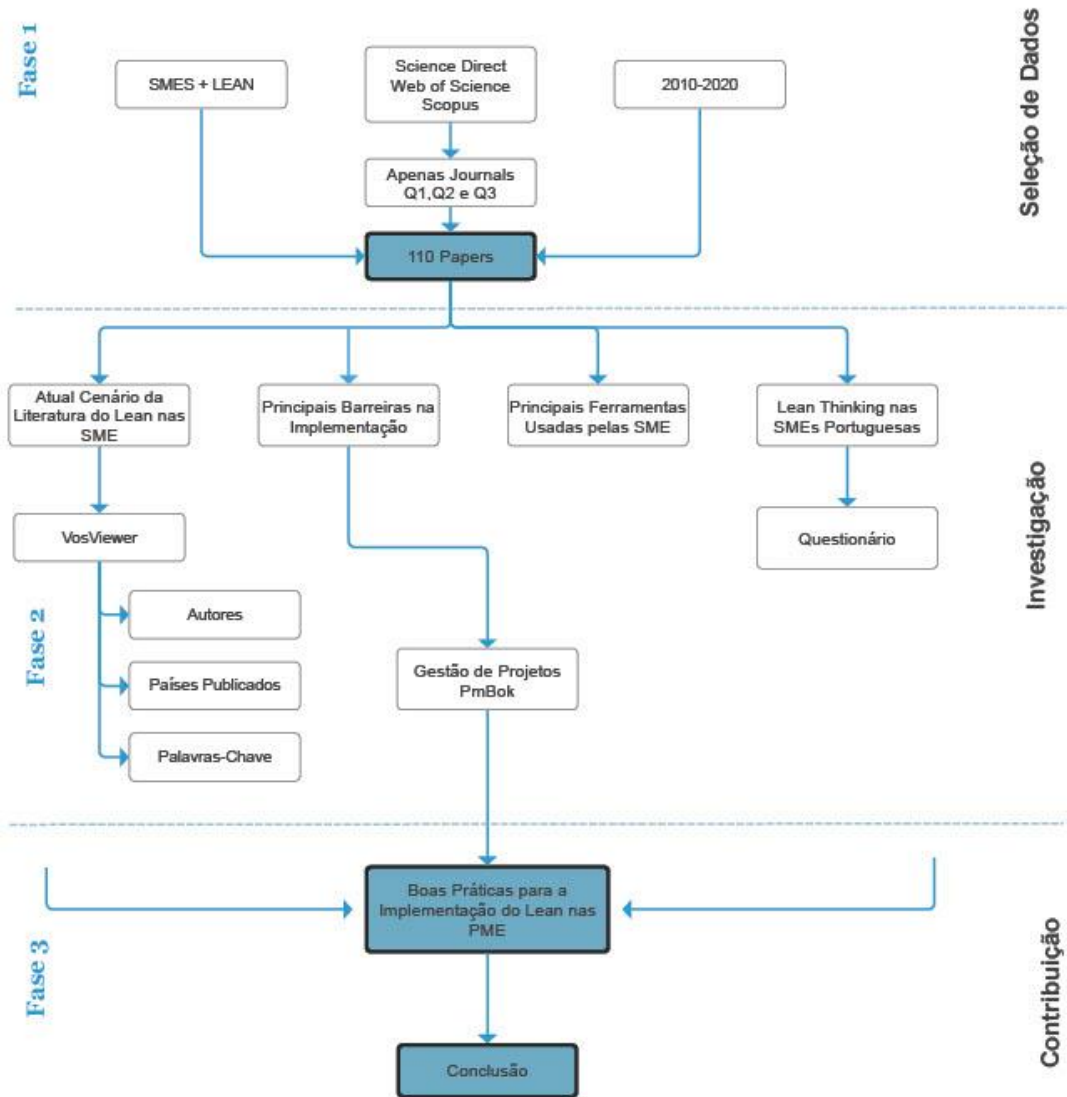 Fase 1
Seleção de Dados
SMES + LEAN
Science Direct
Web of Science
Scopus
2010-2020
Apenas Journals
Q1,Q2 e Q3
110 Papers
Fase 2
Investigação
Atual Cenário da
Literatura do Lean nas
SME
Principais Barreiras na
Implementação
Principais Ferramentas
Usadas pelas SME
Lean Thinking nas
SMEs Portuguesas
VosViewer
Questionário
Autores
Países Publicados
Palavras-Chave
Gestão de Projetos
PmBok
Fase 3
Contribuição
Boas Práticas para a
Implementação do Lean nas
PME
Conclusão